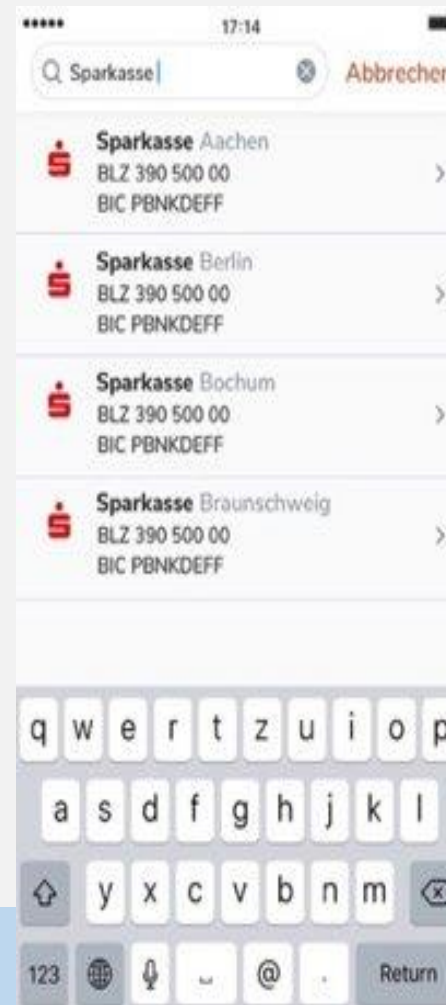 17:14
Sparkasse
Abbrechen
Sparkasse Aachen
BLZ 390 500 00
BIC PBNKDEFF
Sparkasse Berlin
BLZ 390 500 00
BIC PBNKDEFF
Sparkasse Bochum
BLZ 390 500 00
BIC PBNKDEFF
Sparkasse Braunschweig
BLZ 390 500 00
BIC PBNKDEFF
q w e r t z u i o p
a s d f g h j k l
y x c v b n m
123 @ . Return